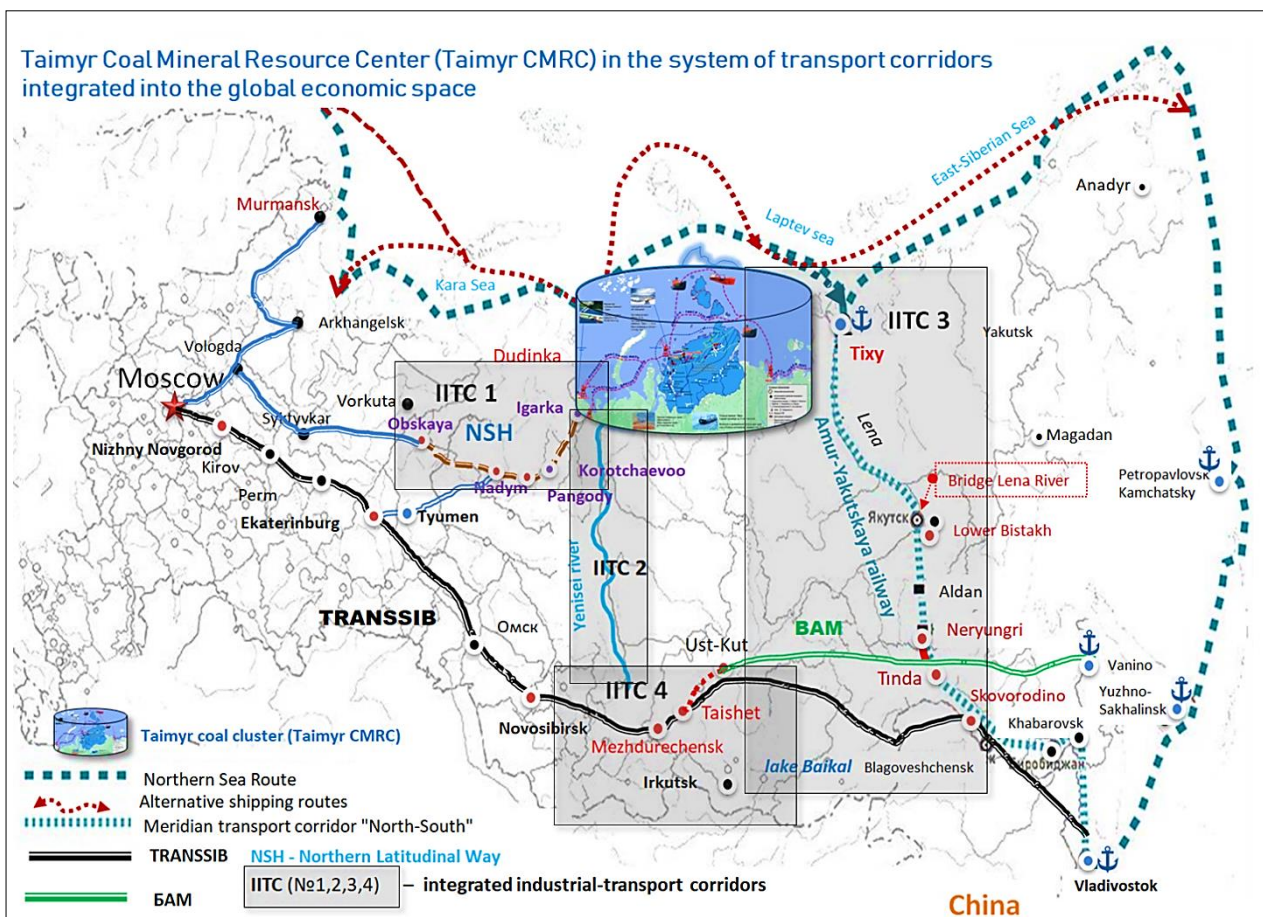 Taimyr Coal Mineral Resource Center (Taimyr CMRC) in the system of transport corridors
integrated into the global economic space
East-Siberian Sea
Anadyr
Murmansk
Laptev sea
Kara Sea
IITC 3
Arkhangelsk
Yakutsk
Vologda
Tixy
Dudinka
Moscow
IITC 1
Vorkuta
Igarka
Lena
Obskaya
NSH
Syktyvkar
Magadan
Nizhny Novgorod
Kirov
Korotchaevoo
Petropavlovsk
Kamchatsky
Nadym
Bridge Lena River
Perm
Pangody
Amur-Yakutskaya railway
Якутск
Ekaterinburg
Tyumen
Lower Bistakh
IITC 2
Yenisei river
Aldan
TRANSSIB
Омск
BAM
Neryungri
Ust-Kut
Vanino
Tinda
IITC 4
Skovorodino
Yuzhno-
Sakhalinsk
Taishet
Novosibirsk
Khabarovsk
Mezhdurechensk
lake Baikal
Blagoveshchensk
Irkutsk
Taimyr coal cluster (Taimyr CMRC)
Northern Sea Route
Alternative shipping routes
Meridian transport corridor "North-South"
TRANSSIB
NSH - Northern Latitudinal Way
БАМ
IITC (№1,2,3,4) – integrated industrial-transport corridors
Vladivostok
China